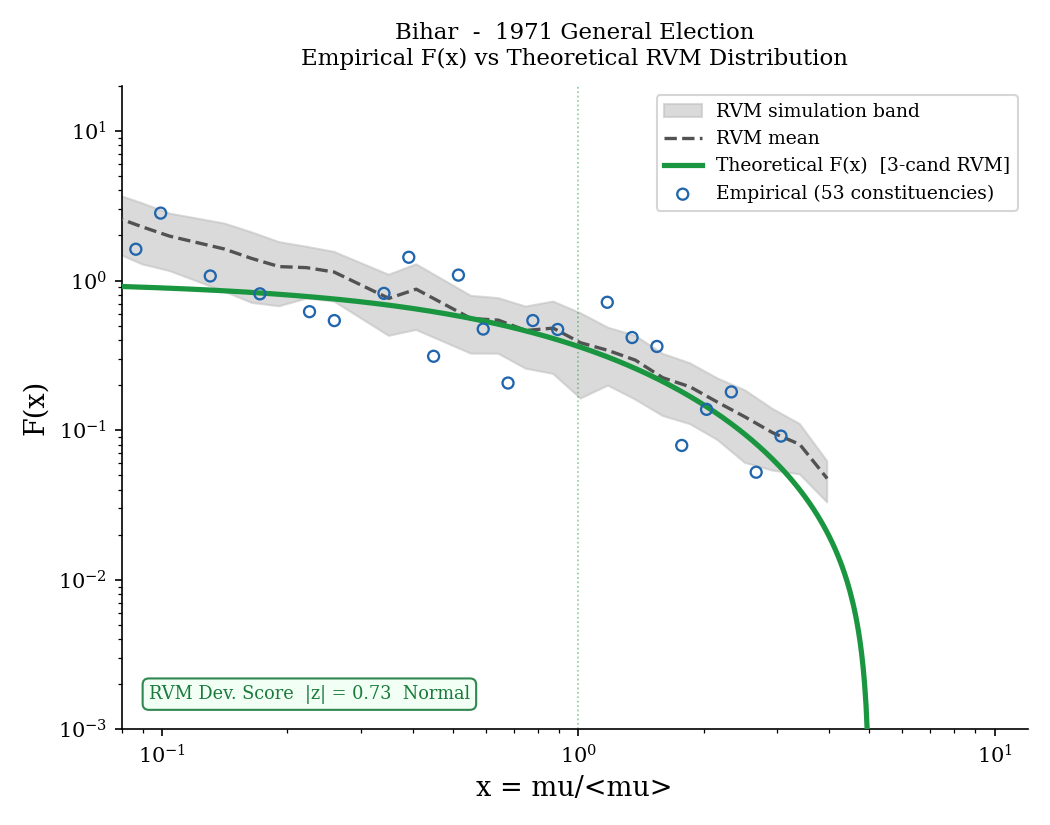 Bihar  -  1971 General Election
Empirical F(x) vs Theoretical RVM Distribution
RVM simulation band
RVM mean
Theoretical F(x)  [3-cand RVM]
Empirical (53 constituencies)
10¹
10⁰
10⁻¹
10⁻²
10⁻³
F(x)
RVM Dev. Score  |z| = 0.73  Normal
10⁻¹
10⁰
10¹
x = mu/<mu>